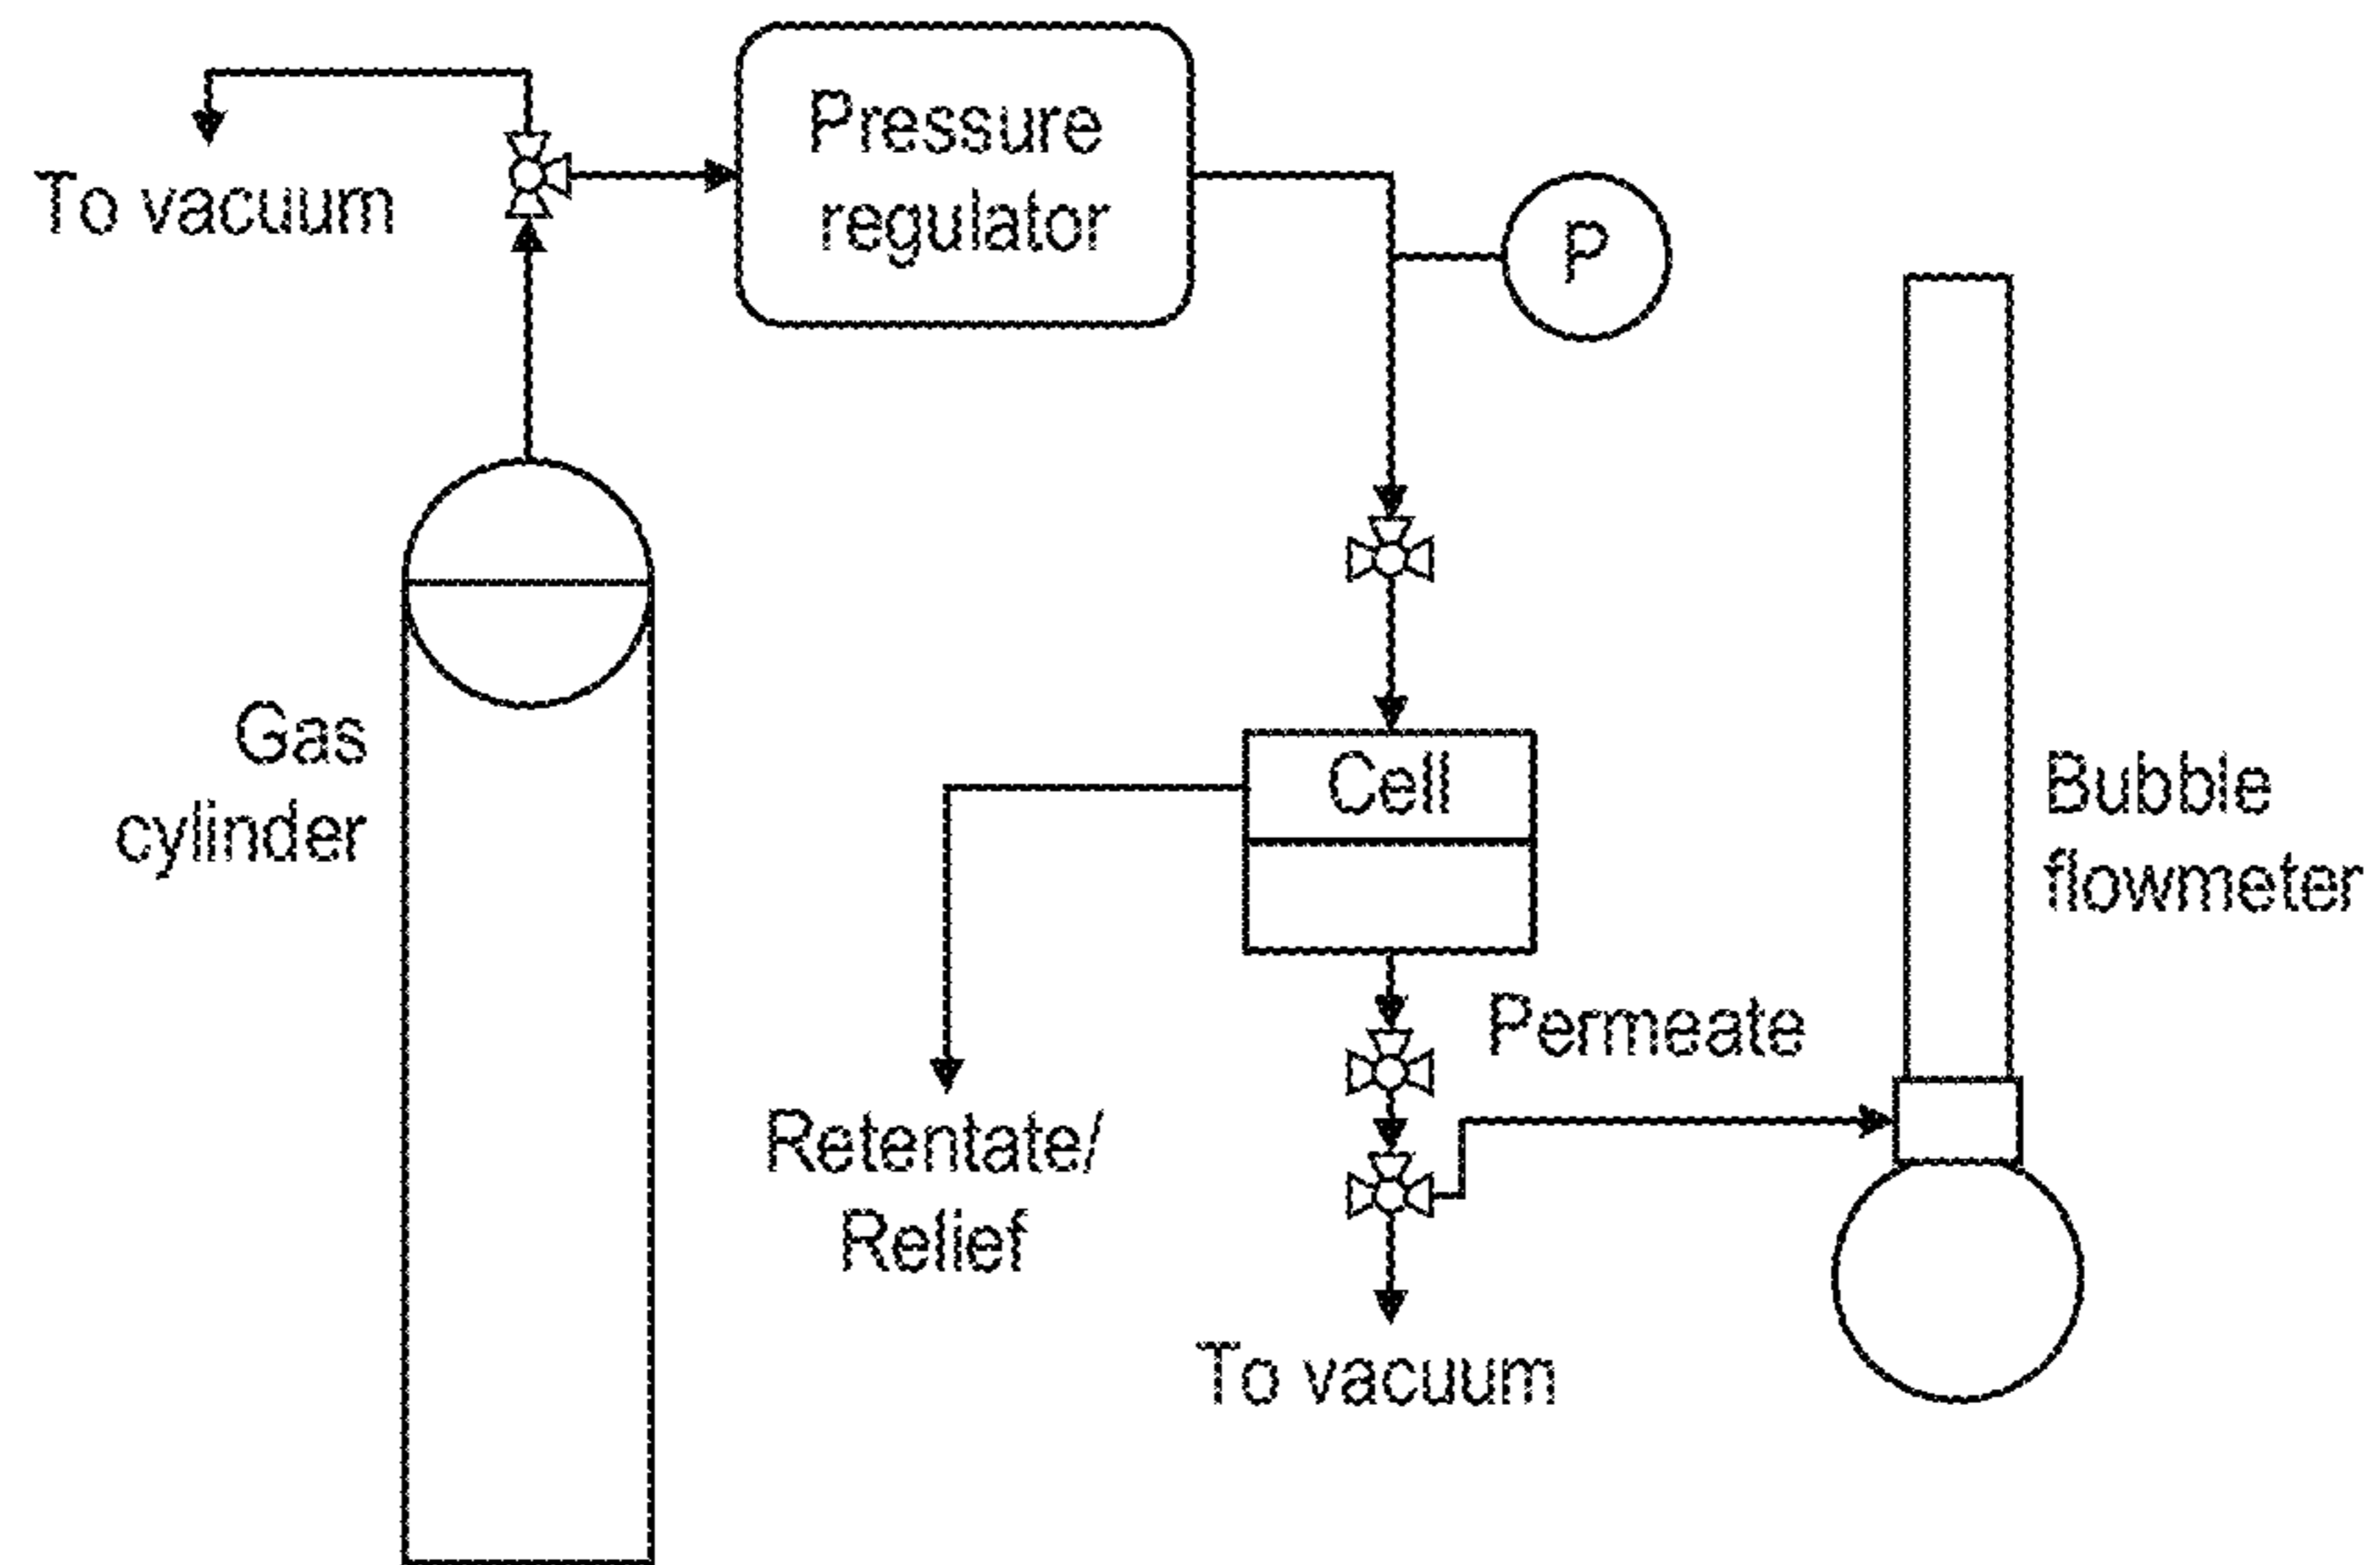 To vacuum
Pressure
regulator
P
Gas
cylinder
Cell
Bubble
flowmeter
Permeate
Retentate/
Relief
To vacuum